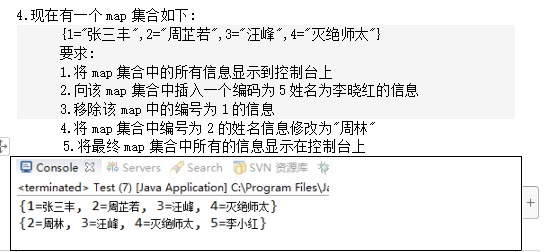 4.现在有一个 map 集合如下:
{1="张三丰",2="周芷若",3="汪峰",4="灭绝师太"}
要求:
1.将 map 集合中的所有信息显示到控制台上
2.向该 map 集合中插入一个编码为 5 姓名为李晓红的信息
3.移除该 map 中的编号为 1 的信息
4.将 map 集合中编号为 2 的姓名信息修改为"周林"
5.将最终 map 集合中所有的信息显示在控制台上
Console Servers Search SVN 资源库
<terminated> Test (7) [Java Application] C:\Program Files\Ja
{1=张三丰, 2=周芷若, 3=汪峰, 4=灭绝师太}
{2=周林, 3=汪峰, 4=灭绝师太, 5=李小红}